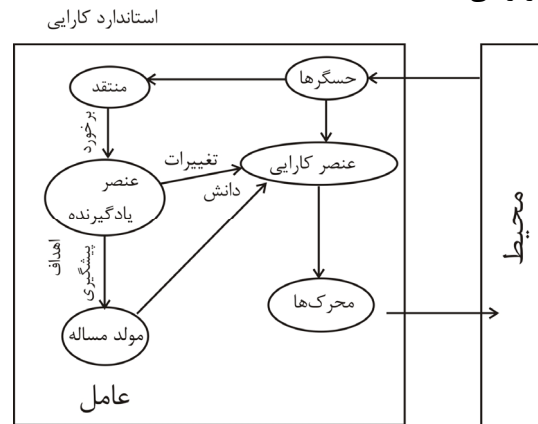 استاندارد کارایی
حسگرها
منتقد
برخورد
تغییرات
عنصر کارایی
دانش
عنصر
یادگیرنده
محیط
اهداف
پیشگیری
محرک‌ها
مولد مساله
عامل